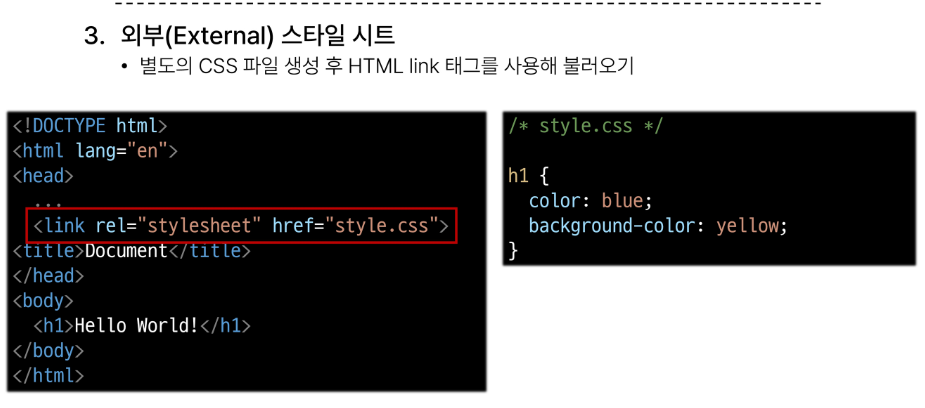 3. 외부(External) 스타일 시트
• 별도의 CSS 파일 생성 후 HTML link 태그를 사용해 불러오기
<!DOCTYPE html>
<html lang="en">
<head>
  ...
  <link rel="stylesheet" href="style.css">
<title>Document</title>
</head>
<body>
  <h1>Hello World!</h1>
</body>
</html>
/* style.css */
h1 {
  color: blue;
  background-color: yellow;
}